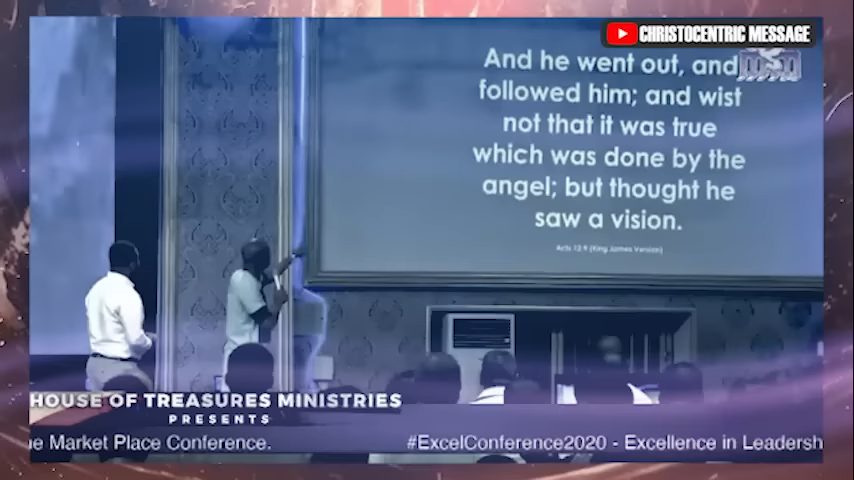 CHRISTOCENTRIC MESSAGE
And he went out, and
followed him; and wist
not that it was true
which was done by the
angel; but thought he
saw a vision.
Acts 12:9 (King James Version)
HOUSE OF TREASURES MINISTRIES
PRESENTS
e Market Place Conference. #ExcelConference2020 - Excellence in Leadersh